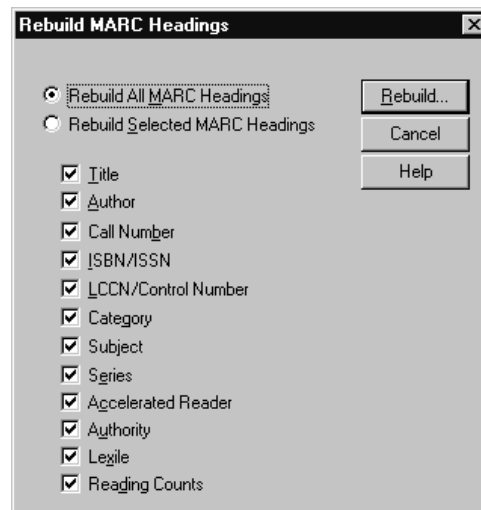 Rebuild MARC Headings
Rebuild All MARC Headings
Rebuild Selected MARC Headings
Rebuild...
Cancel
Help
Title
Author
Call Number
ISBN/ISSN
LCCN/Control Number
Category
Subject
Series
Accelerated Reader
Authority
Lexile
Reading Counts